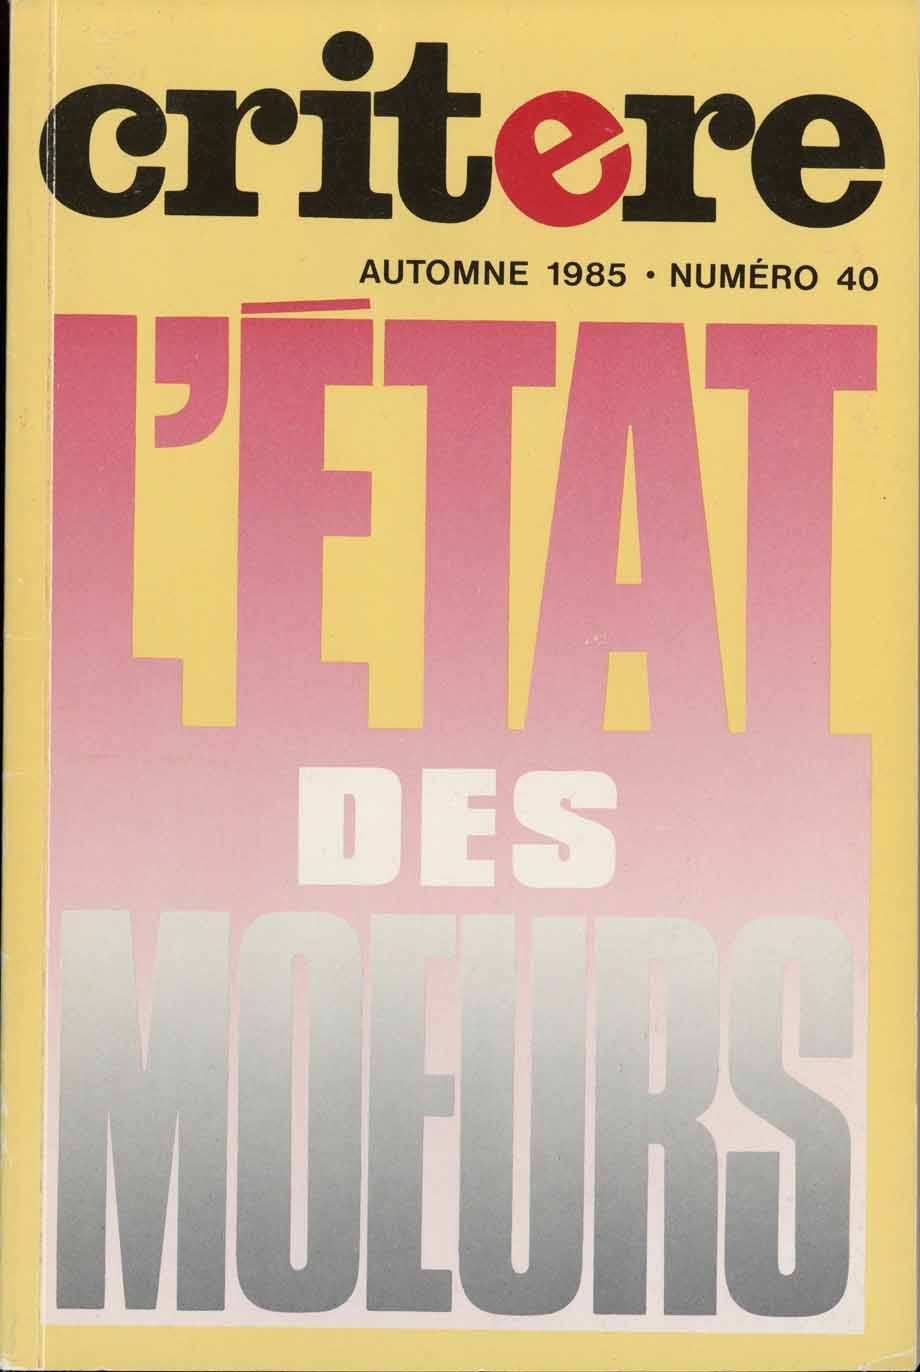 critere
AUTOMNE 1985 • NUMÉRO 40
L'ÉTAT
DES
MOEURS